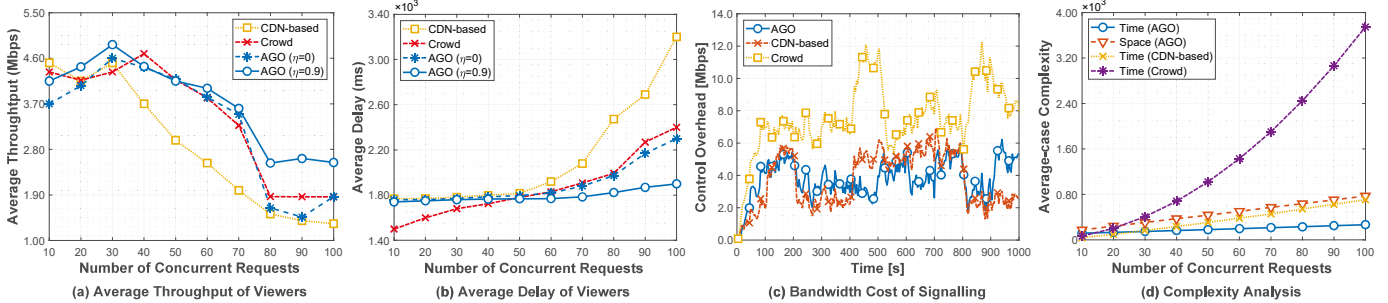 5.50
4.60
3.70
2.80
1.90
1.00
Average Throughtput (Mbps)
CDN-based
Crowd
AGO (η=0)
AGO (η=0.9)
10 20 30 40 50 60 70 80 90 100
Number of Concurrent Requests
(a) Average Throughput of Viewers
×10³
3.40
3.00
2.60
2.20
1.80
1.40
Average Delay (ms)
CDN-based
Crowd
AGO (η=0)
AGO (η=0.9)
10 20 30 40 50 60 70 80 90 100
Number of Concurrent Requests
(b) Average Delay of Viewers
14.0
12.0
10.0
8.0
6.0
4.0
2.0
0
Control Overhead [Mbps]
AGO
CDN-based
Crowd
0 100 200 300 400 500 600 700 800 900 1000
Time [s]
(c) Bandwidth Cost of Signalling
×10³
4.00
3.20
2.40
1.60
0.80
0
Average-case Complexity
Time (AGO)
Space (AGO)
Time (CDN-based)
Time (Crowd)
10 20 30 40 50 60 70 80 90 100
Number of Concurrent Requests
(d) Complexity Analysis